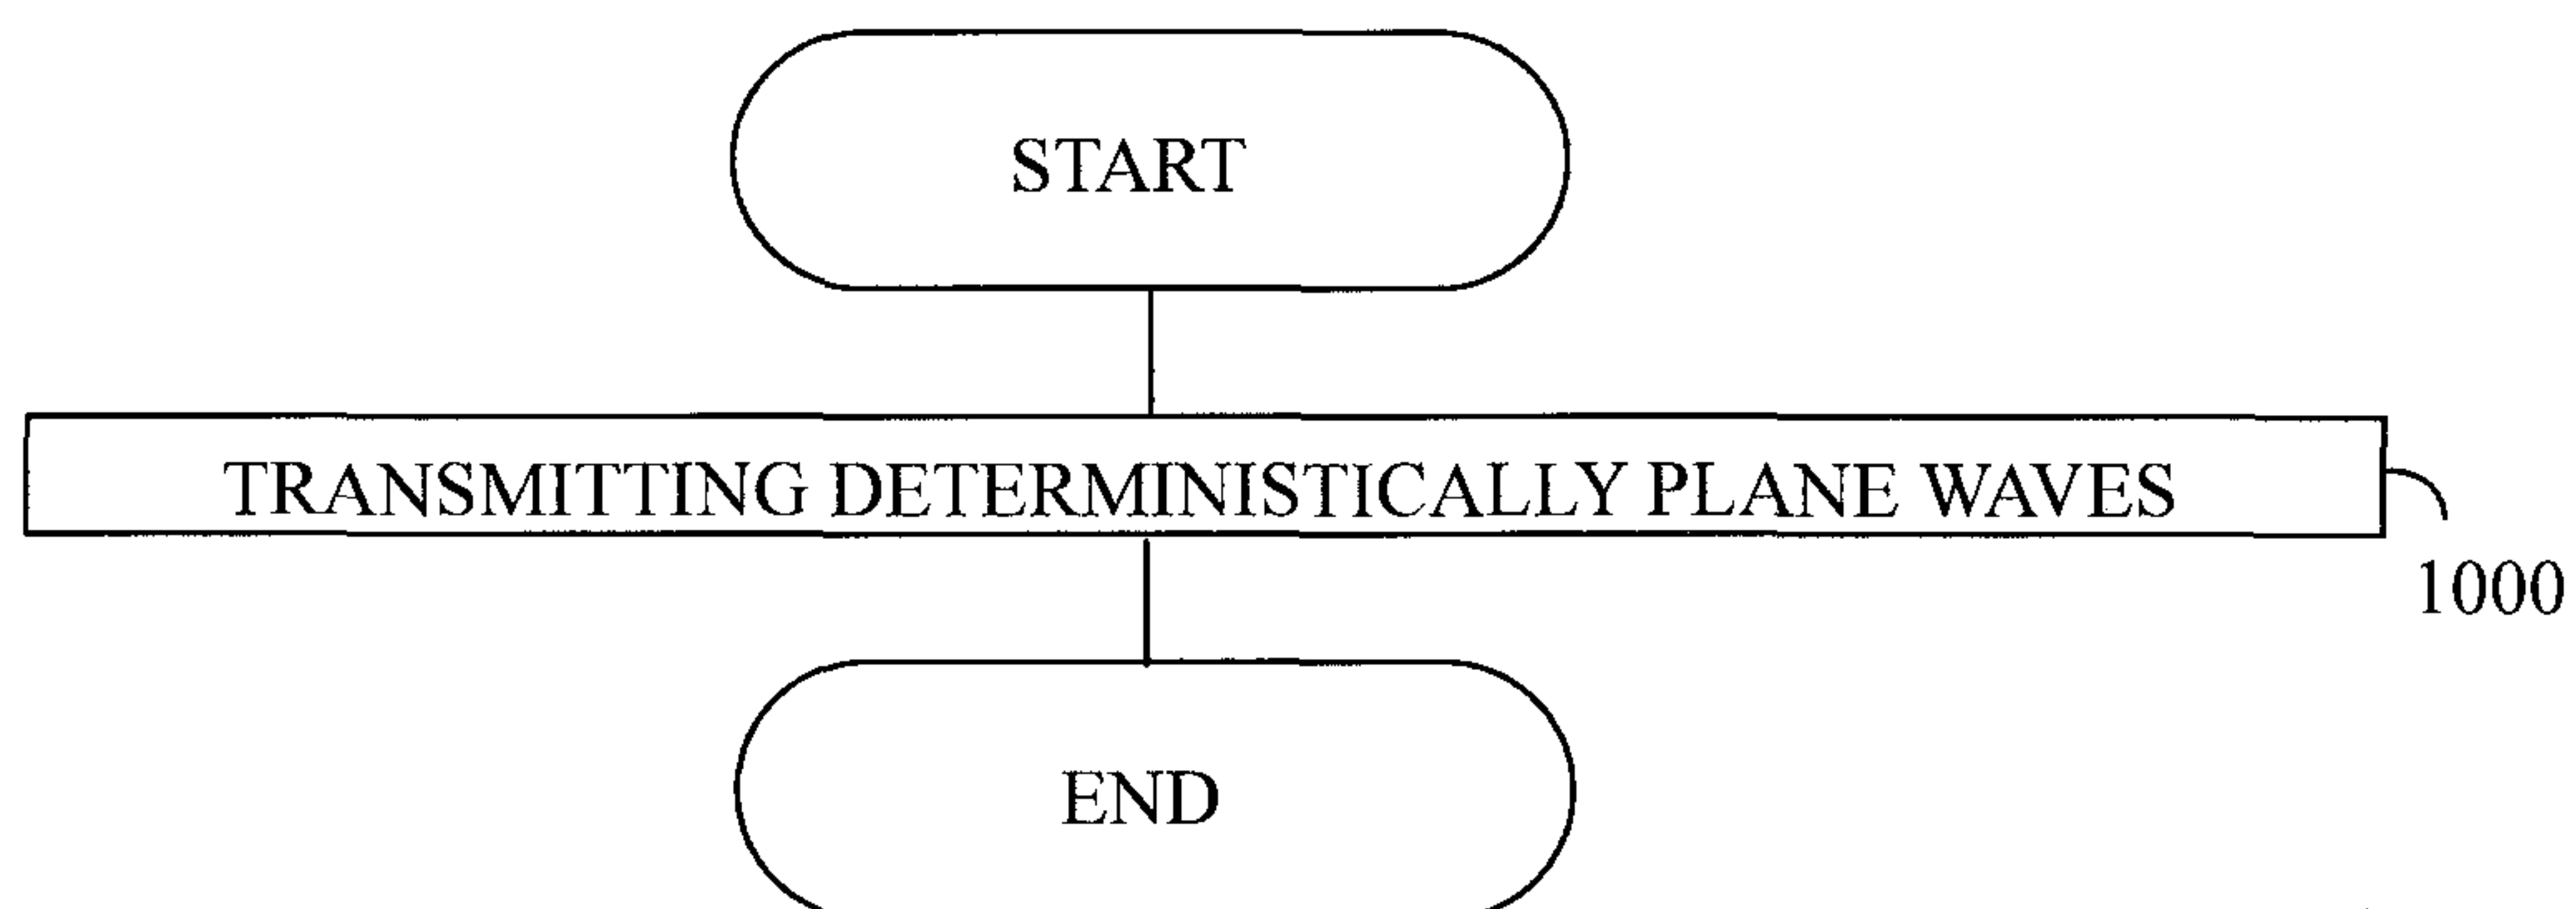 START
TRANSMITTING DETERMINISTICALLY PLANE WAVES
1000
END